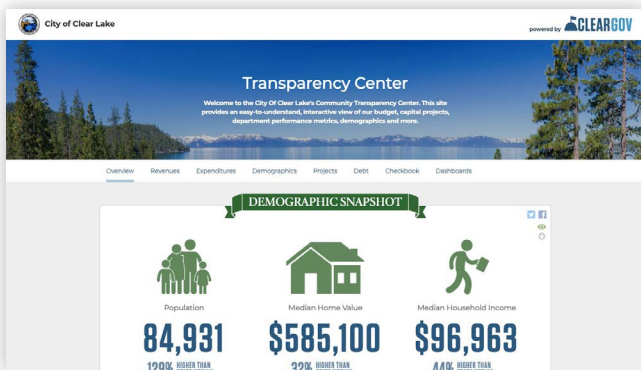 City of Clear Lake
powered by CLEARGOV
Transparency Center
Welcome to the City Of Clear Lake's Community Transparency Center. This site
provides an easy-to-understand, interactive view of our budget, capital projects,
department performance metrics, demographics and more.
Overview Revenues Expenditures Demographics Projects Debt Checkbook Dashboards
DEMOGRAPHIC SNAPSHOT
Population Median Home Value Median Household Income
84,931 $585,100 $96,963
129% HIGHER THAN 32% HIGHER THAN 44% HIGHER THAN